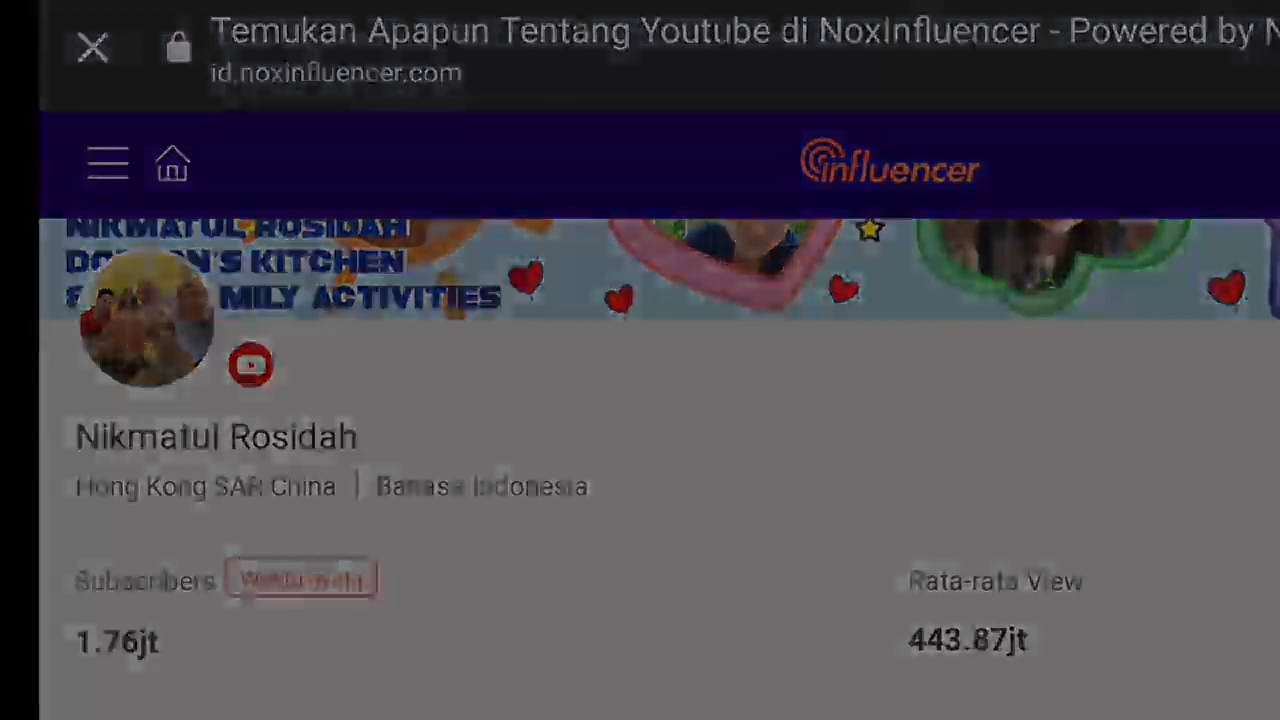 Temukan Apapun Tentang Youtube di NoxInfluencer - Powered by N
id.noxinfluencer.com
influencer
NIKMATUL ROSIDAH
KITCHEN
ACTIVITIES
Nikmatul Rosidah
Hong Kong SAR China | Bahasa Indonesia
Subscribers
Rata-rata View
1.76jt
443.87jt